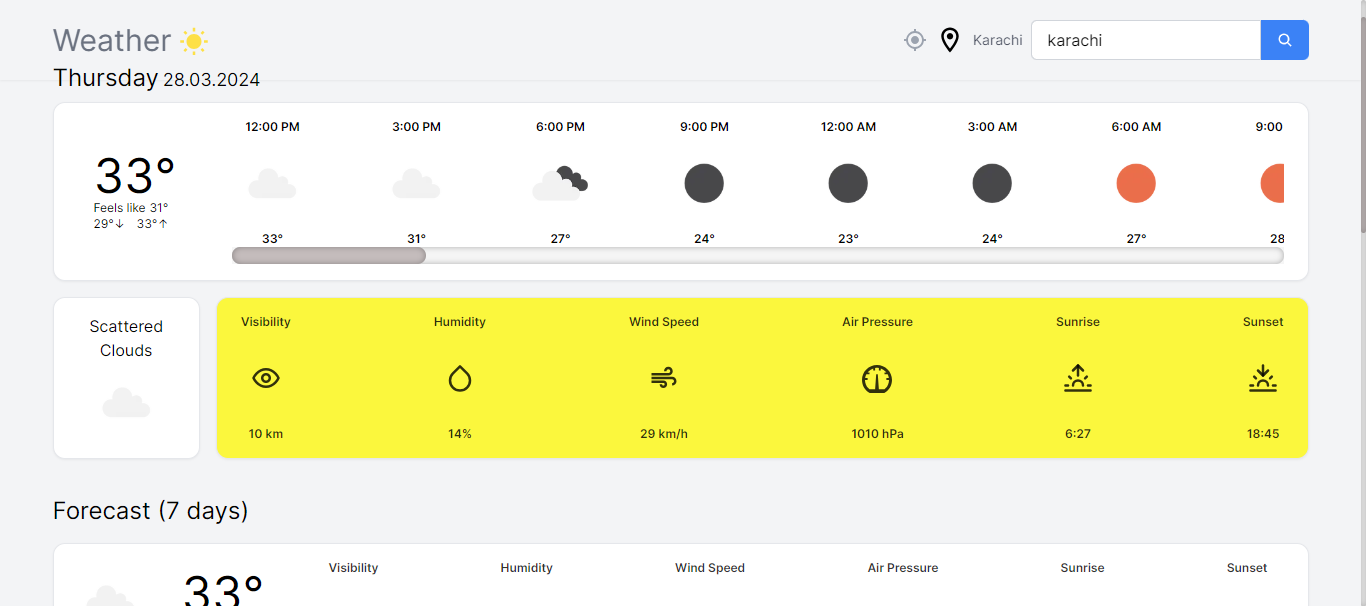 Weather
Karachi
karachi
Thursday 28.03.2024
12:00 PM 3:00 PM 6:00 PM 9:00 PM 12:00 AM 3:00 AM 6:00 AM 9:00
33°
Feels like 31°
29°↓ 33°↑
33° 31° 27° 24° 23° 24° 27° 28
Scattered
Clouds
Visibility Humidity Wind Speed Air Pressure Sunrise Sunset
10 km 14% 29 km/h 1010 hPa 6:27 18:45
Forecast (7 days)
33°
Visibility Humidity Wind Speed Air Pressure Sunrise Sunset